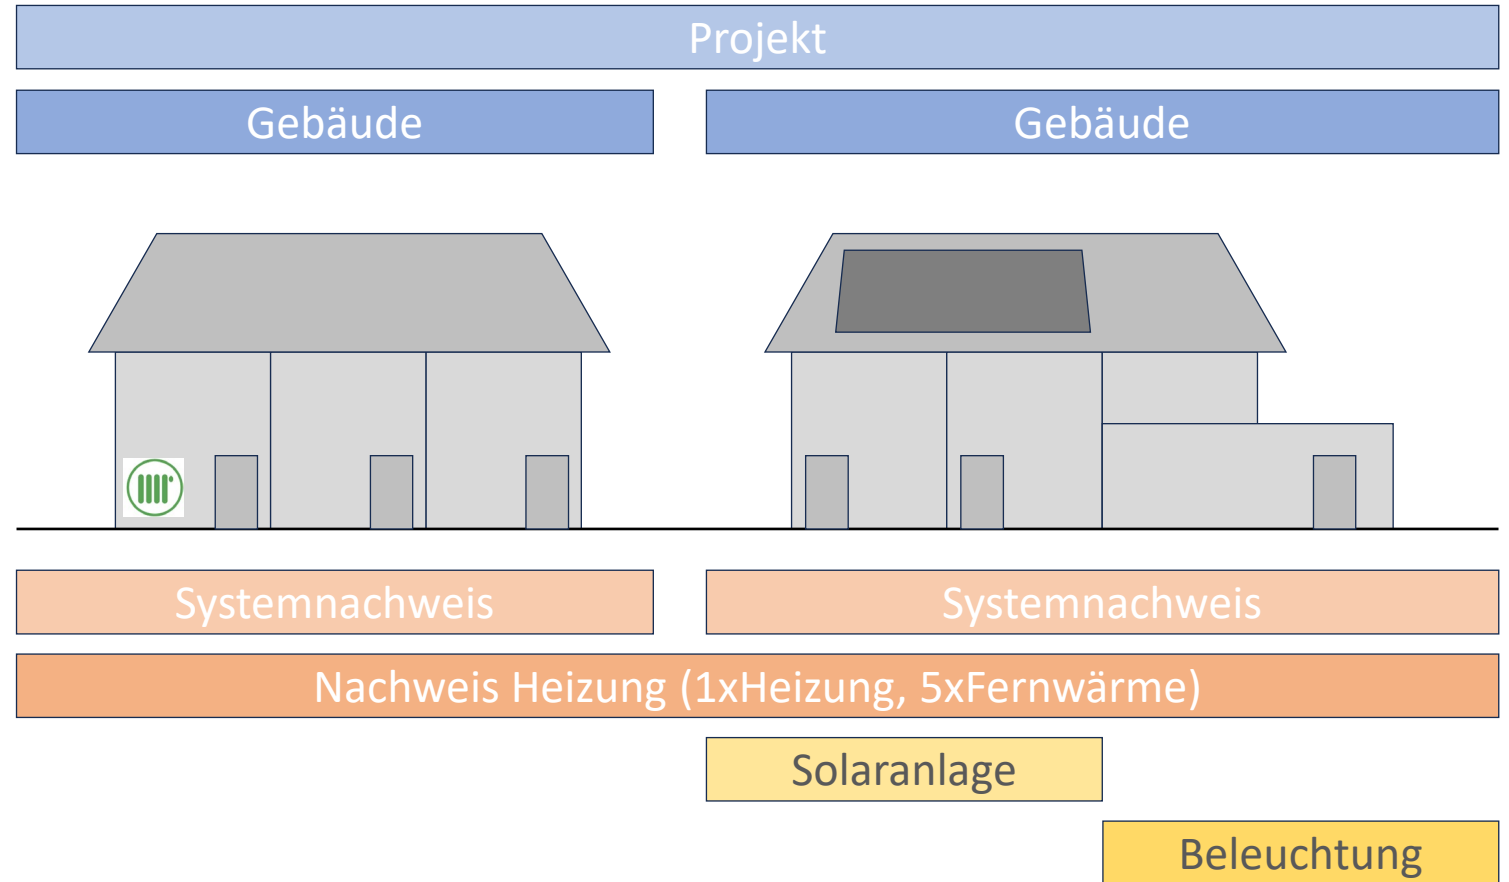 Projekt
Gebäude
Gebäude
Systemnachweis
Systemnachweis
Nachweis Heizung (1xHeizung, 5xFernwärme)
Solaranlage
Beleuchtung